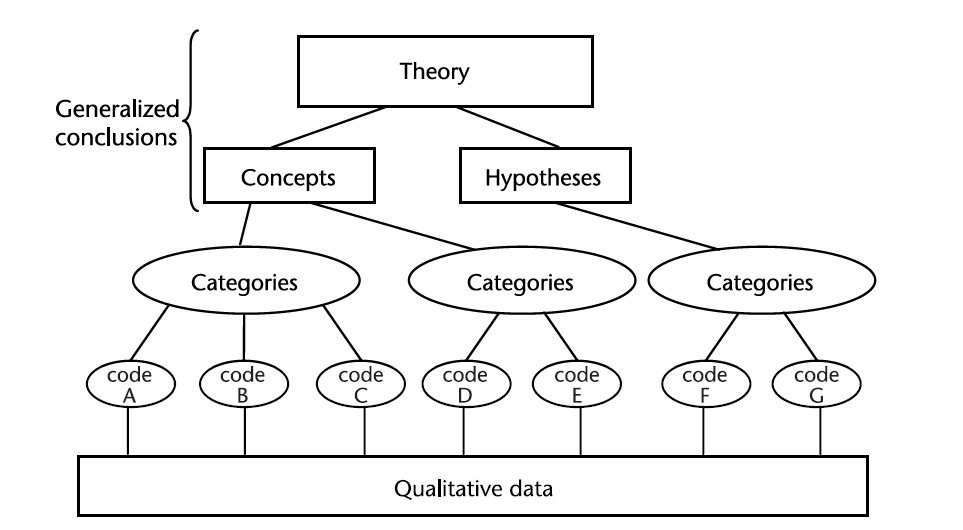 Theory
Generalized
conclusions
Concepts
Hypotheses
Categories
Categories
Categories
code
A
code
B
code
C
code
D
code
E
code
F
code
G
Qualitative data